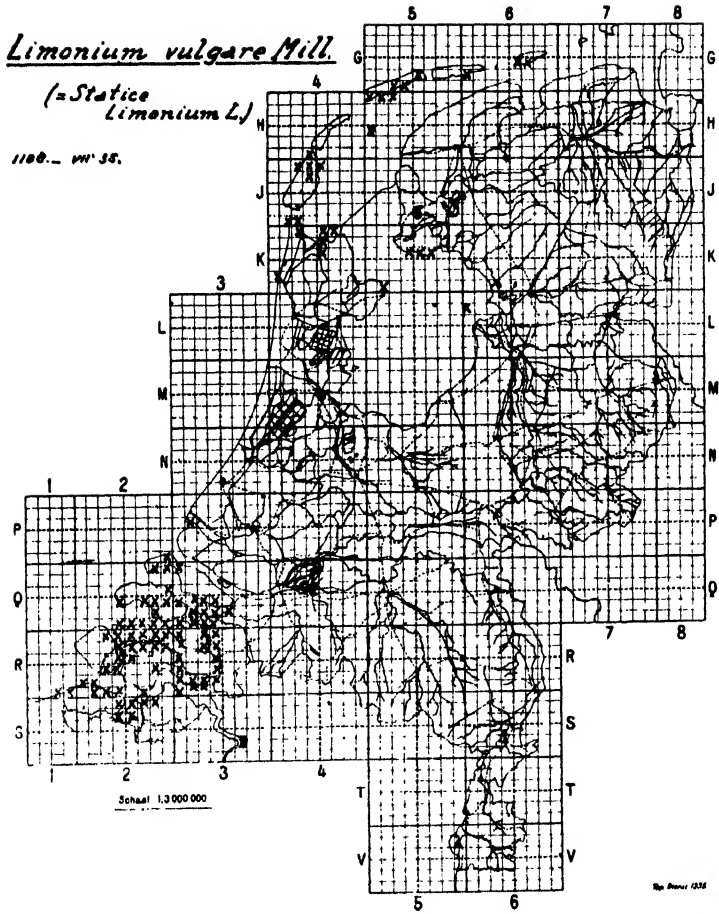 Limonium vulgare Mill.
(=Statice
Limonium L.)
5 6 7 8
4
3
1 2
G
H
J
K
L
M
N
P
Q
R
S
G
H
J
K
L
M
N
P
Q
R
S
T
V
T
V
1 2 3 4
7 8
5 6
Schaal 1:3 000 000